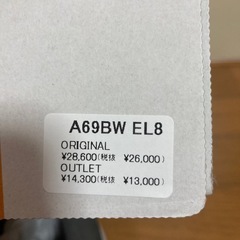 A69BW EL8
ORIGINAL
¥28,600(税抜 ¥26,000)
OUTLET
¥14,300(税抜 ¥13,000)